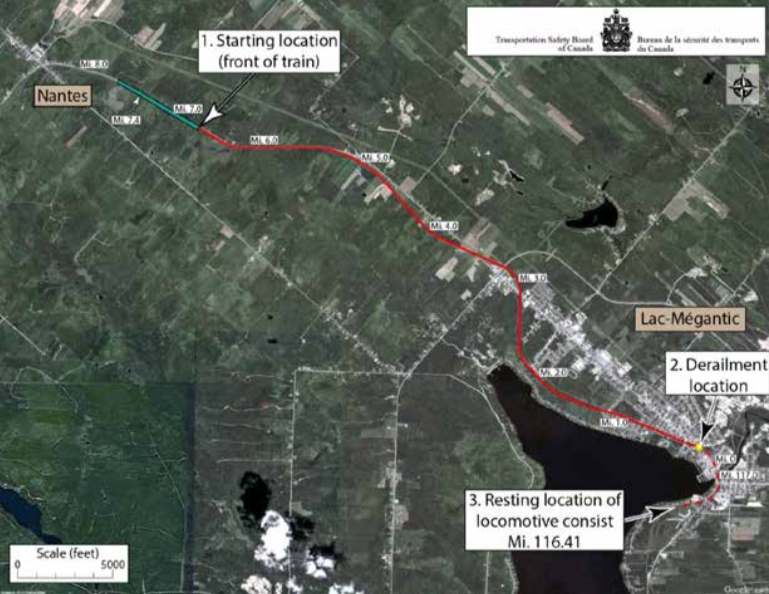 Transportation Safety Board
of Canada
Bureau de la sécurité des transports
du Canada
N
1. Starting location
(front of train)
Mi. 8.0
Nantes
Mi. 7.4
Mi. 7.0
Mi. 6.0
Mi. 5.0
Mi. 4.0
Mi. 3.0
Lac-Mégantic
2. Derailment
location
Mi. 2.0
Mi. 1.0
Mi. 0
Mi. 117.0
3. Resting location of
locomotive consist
Mi. 116.41
Scale (feet)
0 5000
Google